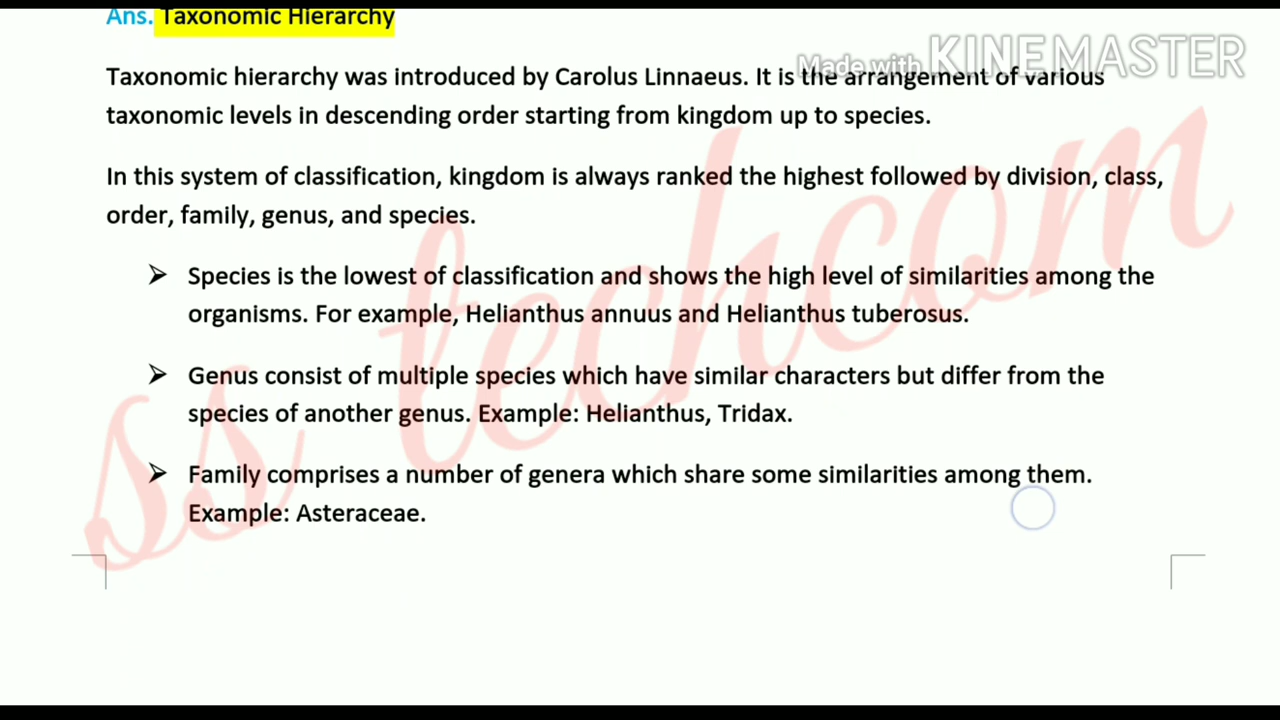 Ans. Taxonomic Hierarchy
Made with KINEMASTER
Taxonomic hierarchy was introduced by Carolus Linnaeus. It is the arrangement of various
taxonomic levels in descending order starting from kingdom up to species.
In this system of classification, kingdom is always ranked the highest followed by division, class,
order, family, genus, and species.
➢ Species is the lowest of classification and shows the high level of similarities among the
organisms. For example, Helianthus annuus and Helianthus tuberosus.
➢ Genus consist of multiple species which have similar characters but differ from the
species of another genus. Example: Helianthus, Tridax.
➢ Family comprises a number of genera which share some similarities among them.
Example: Asteraceae.
ss techcom